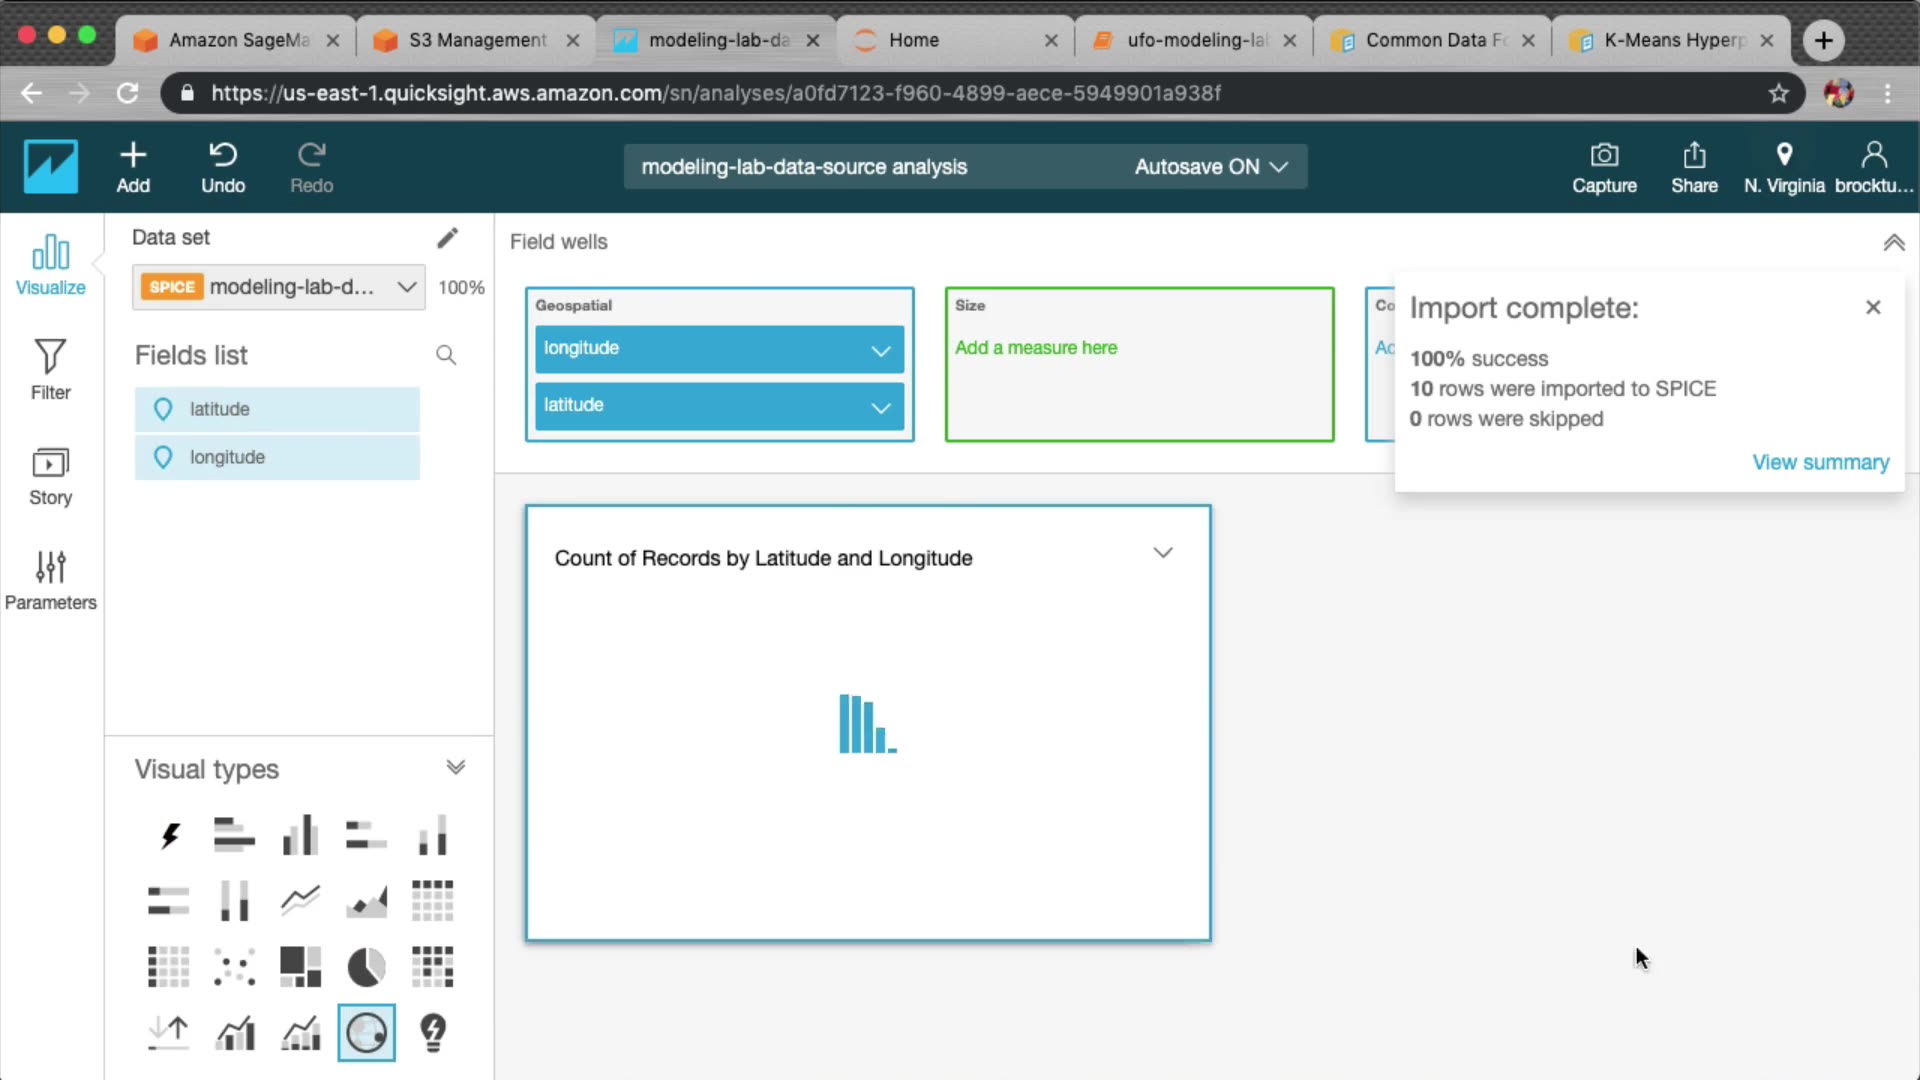 Amazon SageMa
S3 Management
modeling-lab-da
Home
ufo-modeling-lal
Common Data Fo
K-Means Hyperp
https://us-east-1.quicksight.aws.amazon.com/sn/analyses/a0fd7123-f960-4899-aece-5949901a938f
Add
Undo
Redo
modeling-lab-data-source analysis
Autosave ON
Capture
Share
N. Virginia
brocktu...
Visualize
Filter
Story
Parameters
Data set
SPICE modeling-lab-d...
100%
Fields list
latitude
longitude
Visual types
Field wells
Geospatial
longitude
latitude
Size
Add a measure here
Co
Ad
Import complete:
100% success
10 rows were imported to SPICE
0 rows were skipped
View summary
Count of Records by Latitude and Longitude